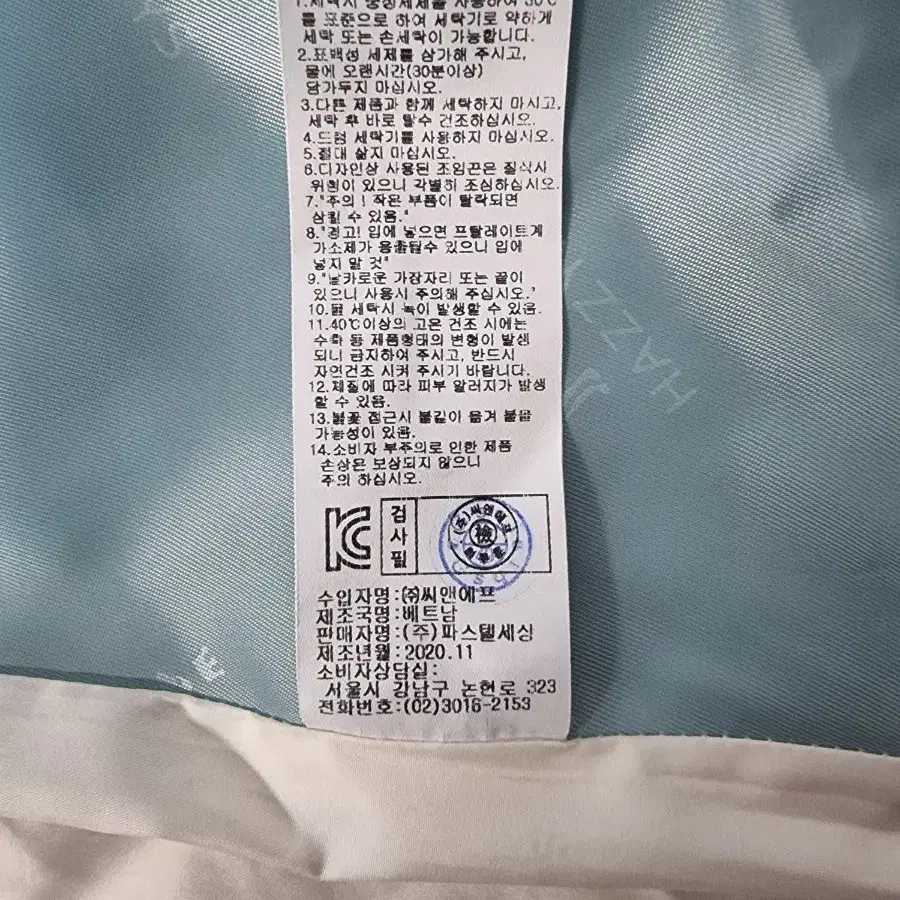 1.세탁시 중성세제를 사용하여 30℃
를 표준으로 하여 세탁기로 약하게
세탁 또는 손세탁이 가능합니다.
2.표백성 세제를 삼가해 주시고,
물에 오랜시간(30분이상)
담가두지 마십시오.
3.다른 제품과 함께 세탁하지 마시고,
세탁 후 바로 탈수 건조하십시오.
4.드럼 세탁기를 사용하지 마십시오.
5.절대 삶지 마십시오.
6.디자인상 사용된 조임끈은 질식시
위험이 있으니 각별히 조심하십시오.
7."주의! 작은 부품이 탈락되면
삼킬 수 있음."
8."경고! 입에 넣으면 프탈레이트계
가소제가 용출될수 있으니 입에
넣지 말 것"
9."날카로운 가장자리 또는 끝이
있으니 사용시 주의해 주십시오."
10.물 세탁시 녹이 발생할 수 있음.
11.40℃이상의 고온 건조 시에는
수축 등 제품형태의 변형이 발생
되니 금지하여 주시고, 반드시
자연건조 시켜 주시기 바랍니다.
12.체질에 따라 피부 알러지가 발생
할 수 있음.
13.불꽃 접근시 불길이 옮겨 붙을
가능성이 있음.
14.소비자 부주의로 인한 제품
손상은 보상되지 않으니
주의 하십시오.
KC 검사필 (주)씨앤에프 檢
수입자명:㈜씨앤에프
제조국명:베트남
판매자명:(주)파스텔세상
제조년월:2020.11
소비자상담실:
서울시 강남구 논현로 323
전화번호:(02)3016-2153
HAZZY